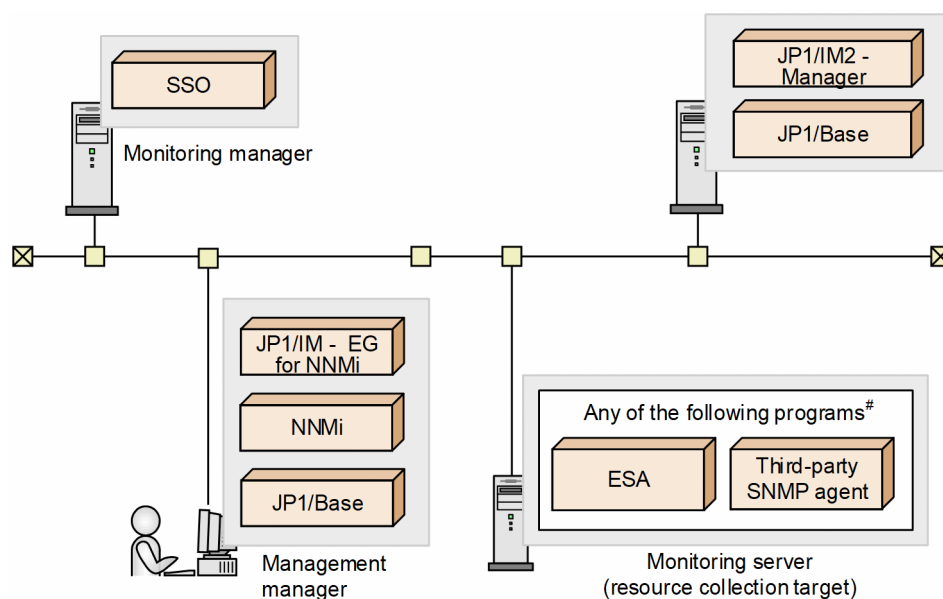 SSO
Monitoring manager
JP1/IM2 -
Manager
JP1/Base
JP1/IM - EG
for NNMi
NNMi
JP1/Base
Management
manager
Any of the following programs#
ESA
Third-party
SNMP agent
Monitoring server
(resource collection target)